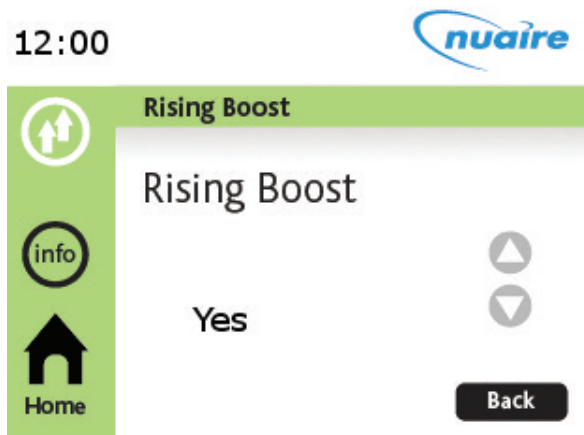 12:00
nuaire
Rising Boost
Rising Boost
info
Yes
Home
Back